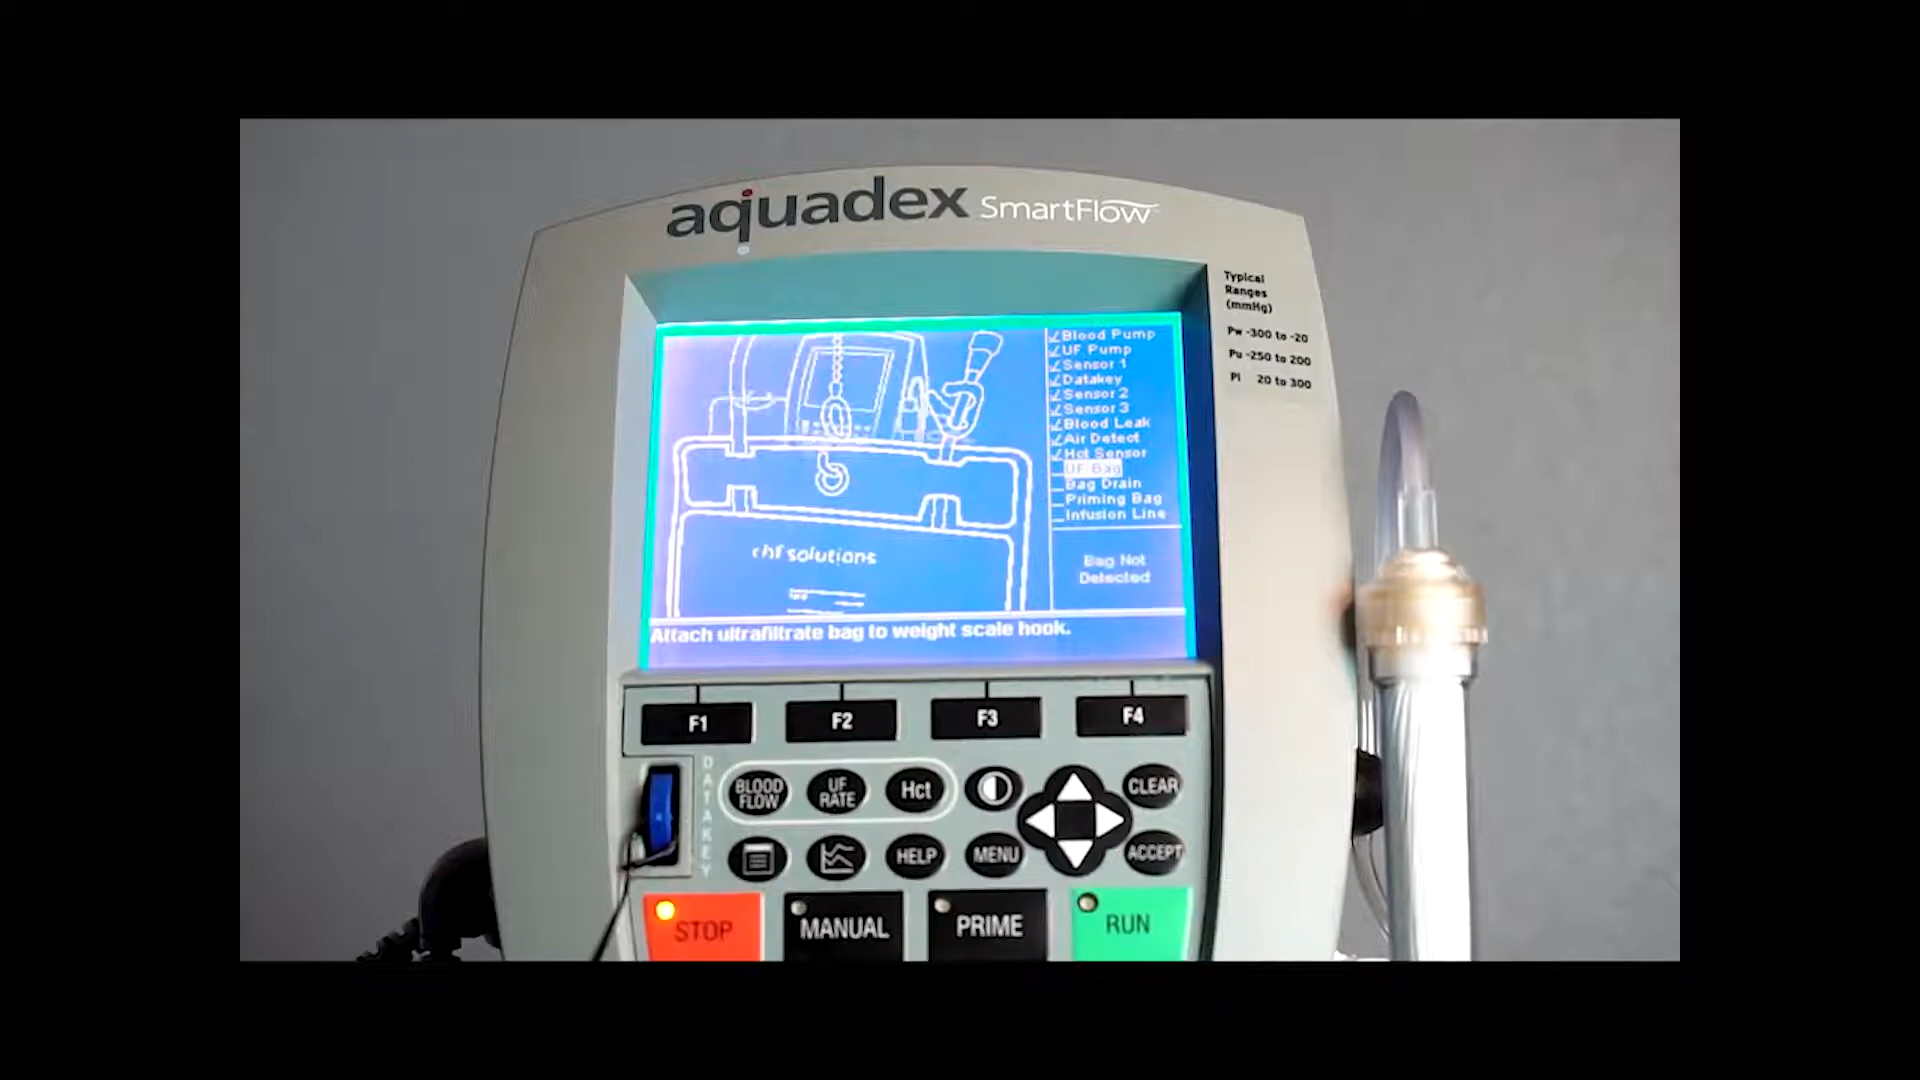 aquadex SmartFlow
Typical
Ranges
(mmHg)
Pw -300 to -20
Pu -250 to 200
Pi 20 to 300
Blood Pump
UF Pump
Sensor 1
Datakey
Sensor 2
Sensor 3
Blood Leak
Air Detect
Hct Sensor
UF Bag
Bag Drain
Priming Bag
Infusion Line
chf solutions
Bag Not
Detected
Attach ultrafiltrate bag to weight scale hook.
F1 F2 F3 F4
DATAKEY
BLOOD FLOW
UF RATE
Hct
CLEAR
HELP
MENU
ACCEPT
STOP
MANUAL
PRIME
RUN